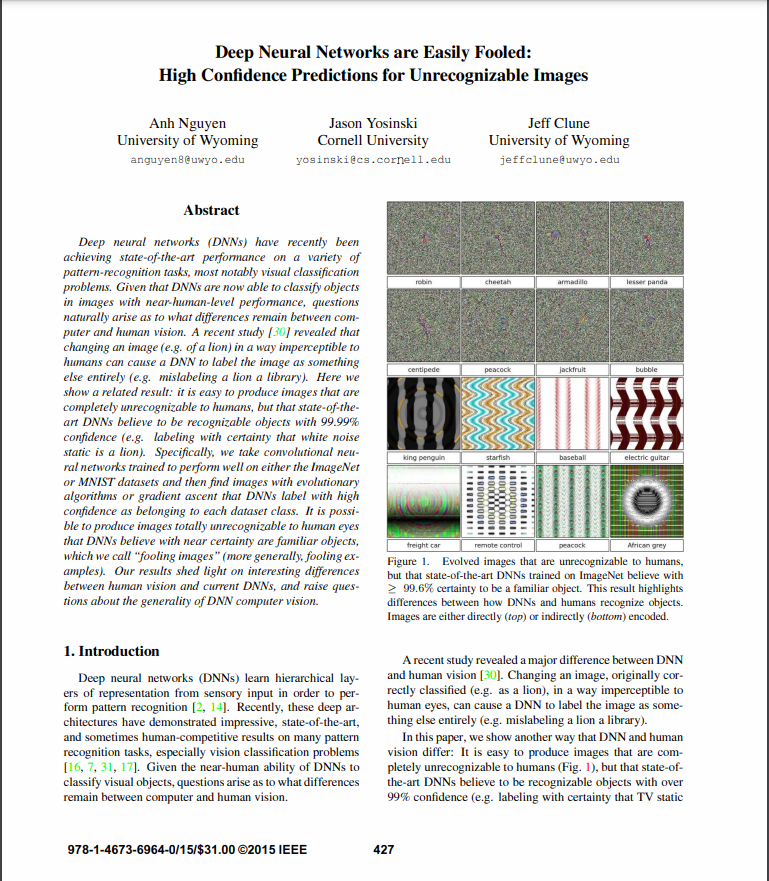 Deep Neural Networks are Easily Fooled:
High Confidence Predictions for Unrecognizable Images
Anh Nguyen
University of Wyoming
anguen8@uwyo.edu
Jason Yosinski
Cornell University
yosinski@cs.cornell.edu
Jeff Clune
University of Wyoming
jeffclune@uwyo.edu
Abstract
Deep neural networks (DNNs) have recently been
achieving state-of-the-art performance on a variety of
pattern-recognition tasks, most notably visual classification
problems. Given that DNNs are now able to classify objects
in images with near-human-level performance, questions
naturally arise as to what differences remain between com-
puter and human vision. A recent study [30] revealed that
changing an image (e.g. of a lion) in a way imperceptible to
humans can cause a DNN to label the image as something
else entirely (e.g. mislabeling a lion a library). Here we
show a related result: it is easy to produce images that are
completely unrecognizable to humans, but that state-of-the-
art DNNs believe to be recognizable objects with 99.99%
confidence (e.g. labeling with certainty that white noise
static is a lion). Specifically, we take convolutional neu-
ral networks trained to perform well on either the ImageNet
or MNIST datasets and then find images with evolutionary
algorithms or gradient ascent that DNNs label with high
confidence as belonging to each dataset class. It is possi-
ble to produce images totally unrecognizable to human eyes
that DNNs believe with near certainty are familiar objects,
which we call “fooling images” (more generally, fooling ex-
amples). Our results shed light on interesting differences
between human vision and current DNNs, and raise ques-
tions about the generality of DNN computer vision.
1. Introduction
Deep neural networks (DNNs) learn hierarchical lay-
ers of representation from sensory input in order to per-
form pattern recognition [2, 14]. Recently, these deep ar-
chitectures have demonstrated impressive, state-of-the-art,
and sometimes human-competitive results on many pattern
recognition tasks, especially vision classification problems
[16, 7, 31, 17]. Given the near-human ability of DNNs to
classify visual objects, questions arise as to what differences
remain between computer and human vision.
robin cheetah armadillo lesser panda
centipede peacock jackfruit bubble
king penguin starfish baseball electric guitar
freight car remote control peacock African grey
Figure 1. Evolved images that are unrecognizable to humans,
but that state-of-the-art DNNs trained on ImageNet believe with
≥ 99.6% certainty to be a familiar object. This result highlights
differences between how DNNs and humans recognize objects.
Images are either directly (top) or indirectly (bottom) encoded.
A recent study revealed a major difference between DNN
and human vision [30]. Changing an image, originally cor-
rectly classified (e.g. as a lion), in a way imperceptible to
human eyes, can cause a DNN to label the image as some-
thing else entirely (e.g. mislabeling a lion a library).
In this paper, we show another way that DNN and human
vision differ: It is easy to produce images that are com-
pletely unrecognizable to humans (Fig. 1), but that state-of-
the-art DNNs believe to be recognizable objects with over
99% confidence (e.g. labeling with certainty that TV static
978-1-4673-6964-0/15/$31.00 ©2015 IEEE
427